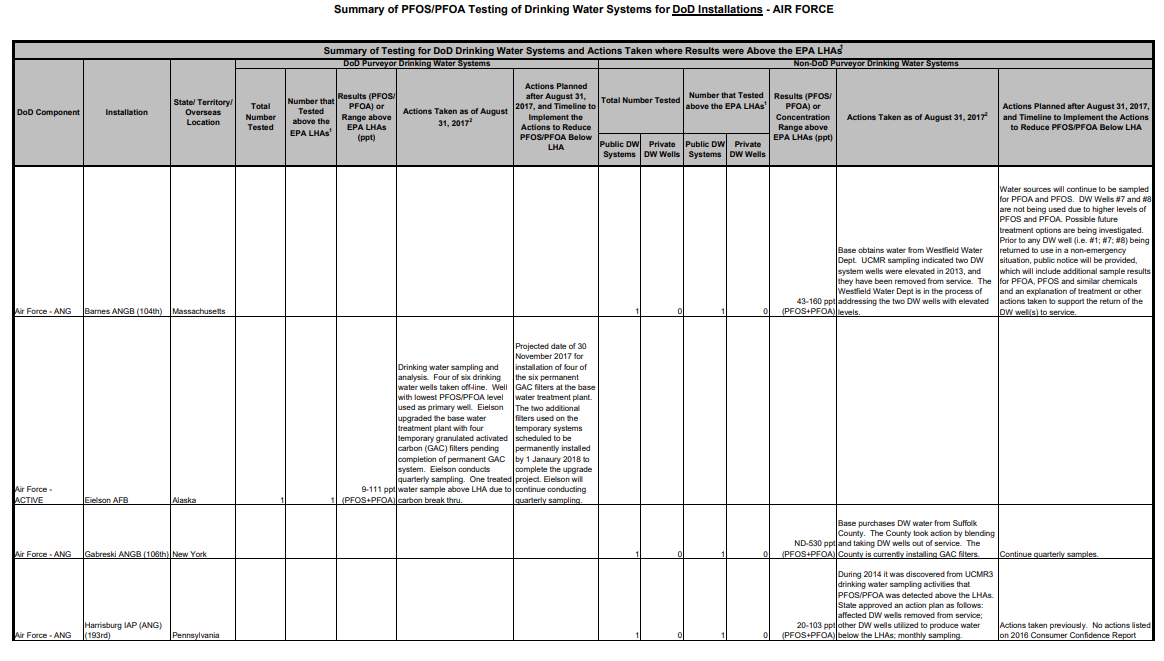 Summary of PFOS/PFOA Testing of Drinking Water Systems for DoD Installations - AIR FORCE
Summary of Testing for DoD Drinking Water Systems and Actions Taken where Results were Above the EPA LHAs1
DoD Purveyor Drinking Water Systems
Non-DoD Purveyor Drinking Water Systems
DoD Component
Installation
State/ Territory/
Overseas
Location
Total
Number
Tested
Number that
Tested
above the
EPA LHAs1
Results (PFOS/
PFOA) or
Range above
EPA LHAs
(ppt)
Actions Taken as of August
31, 2017²
Actions Planned
after August 31,
2017, and Timeline to
Implement the
Actions to Reduce
PFOS/PFOA Below
LHA
Total Number Tested
Public DW
Systems
Private
DW Wells
Number that Tested
above the EPA LHAs1
Public DW
Systems
Private
DW Wells
Results (PFOS/
PFOA) or
Concentration
Range above
EPA LHAs (ppt)
Actions Taken as of August 31, 2017²
Actions Planned after August 31, 2017,
and Timeline to Implement the Actions
to Reduce PFOS/PFOA Below LHA
Air Force - ANG
Barnes ANGB (104th)
Massachusetts
1
0
1
0
43-160 ppt
(PFOS+PFOA)
Base obtains water from Westfield Water
Dept. UCMR sampling indicated two DW
system wells were elevated in 2013, and
they have been removed from service. The
Westfield Water Dept is in the process of
addressing the two DW wells with elevated
levels.
Water sources will continue to be sampled
for PFOA and PFOS. DW Wells #7 and #8
are not being used due to higher levels of
PFOS and PFOA. Possible future
treatment options are being investigated.
Prior to any DW well (i.e. #1; #7; #8) being
returned to use in a non-emergency
situation, public notice will be provided,
which will include additional sample results
for PFOA, PFOS and similar chemicals
and an explanation of treatment or other
actions taken to support the return of the
DW well(s) to service.
Air Force -
ACTIVE
Eielson AFB
Alaska
1
1
9-111 ppt
(PFOS+PFOA)
Drinking water sampling and
analysis. Four of six drinking
water wells taken off-line. Well
with lowest PFOS/PFOA level
used as primary well. Eielson
upgraded the base water
treatment plant with four
temporary granulated activated
carbon (GAC) filters pending
completion of permanent GAC
system. Eielson conducts
quarterly sampling. One treated
water sample above LHA due to
carbon break thru.
Projected date of 30
November 2017 for
installation of four of
the six permanent
GAC filters at the base
water treatment plant.
The two additional
filters used on the
temporary systems
scheduled to be
permanently installed
by 1 Janaury 2018 to
complete the upgrade
project. Eielson will
continue conducting
quarterly sampling.
Air Force - ANG
Gabreski ANGB (106th)
New York
1
0
1
0
ND-530 ppt
(PFOS+PFOA)
Base purchases DW water from Suffolk
County. The County took action by blending
and taking DW wells out of service. The
County is currently installing GAC filters.
Continue quarterly samples.
Air Force - ANG
Harrisburg IAP (ANG)
(193rd)
Pennsylvania
1
0
1
0
20-103 ppt
(PFOS+PFOA)
During 2014 it was discovered from UCMR3
drinking water sampling activities that
PFOS/PFOA was detected above the LHAs.
State approved an action plan as follows:
affected DW wells removed from service;
other DW wells utilized to produce water
below the LHAs; monthly sampling.
Actions taken previously. No actions listed
on 2016 Consumer Confidence Report